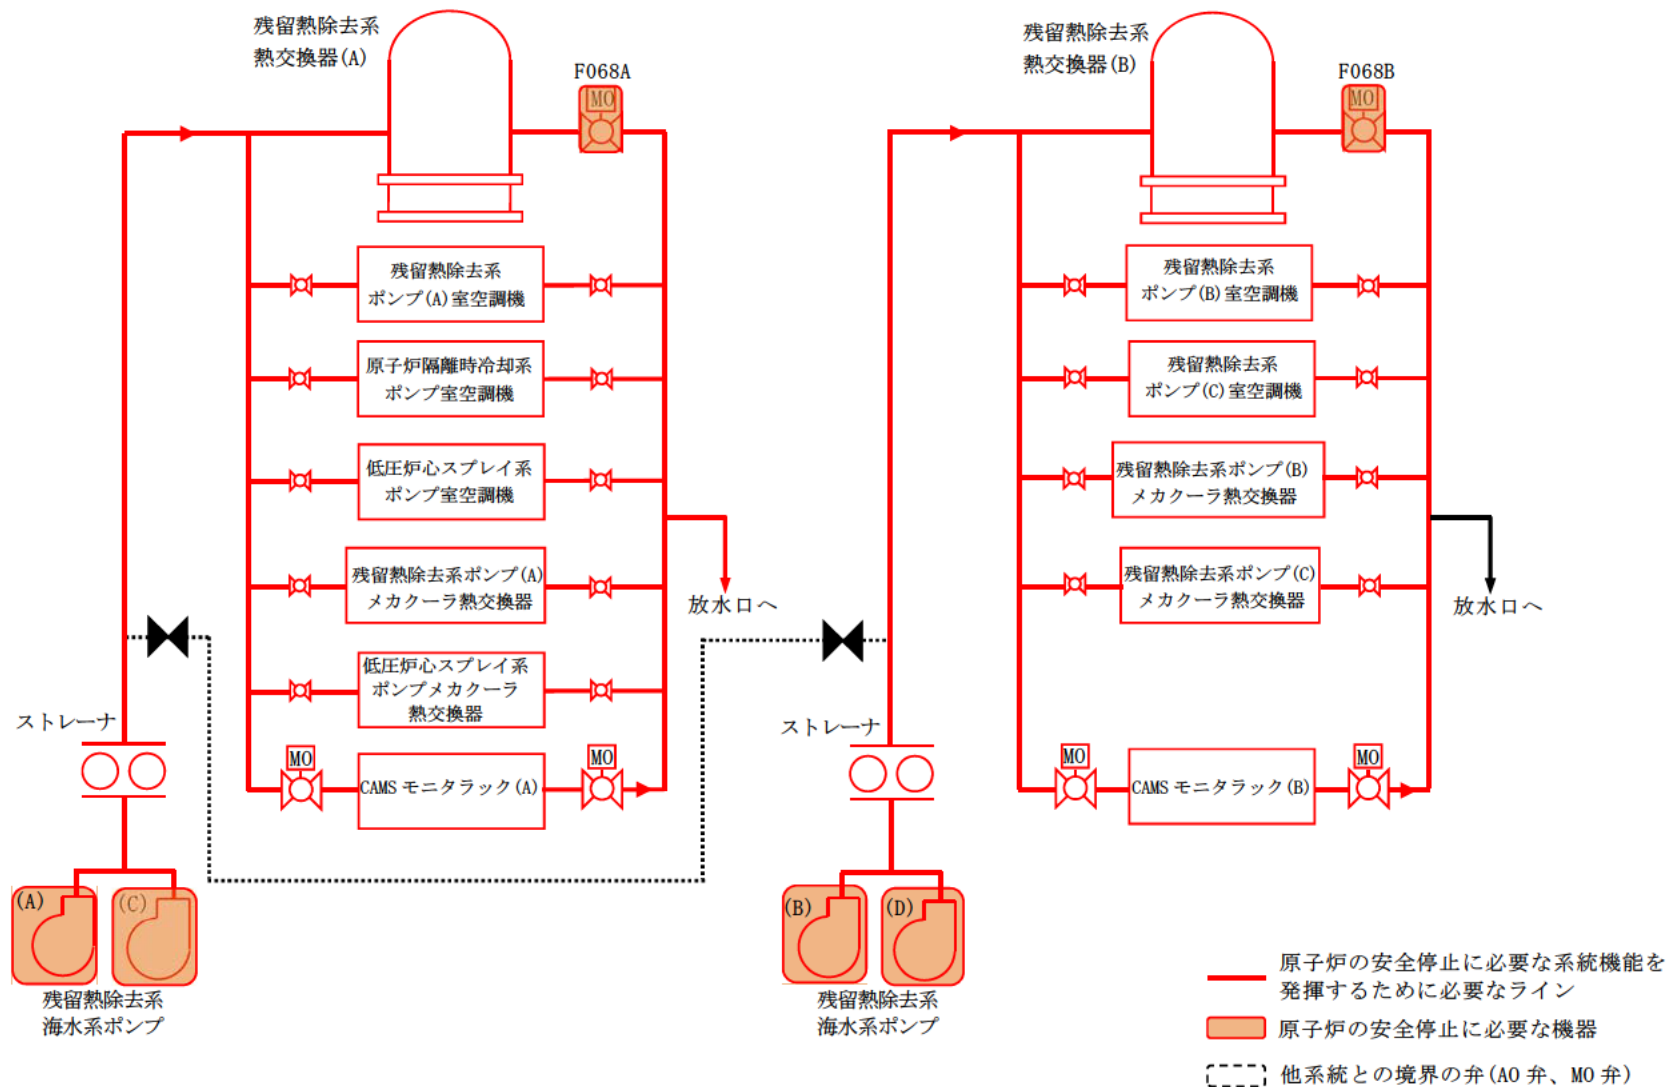 残留熱除去系
熱交換器(A)
F068A
MO
残留熱除去系
ポンプ(A)室空調機
原子炉隔離時冷却系
ポンプ室空調機
低圧炉心スプレイ系
ポンプ室空調機
残留熱除去系ポンプ(A)
メカクーラ熱交換器
低圧炉心スプレイ系
ポンプメカクーラ
熱交換器
MO
MO
CAMSモニタラック(A)
放水口へ
ストレーナ
(A)
(C)
残留熱除去系
海水系ポンプ
残留熱除去系
熱交換器(B)
F068B
MO
残留熱除去系
ポンプ(B)室空調機
残留熱除去系
ポンプ(C)室空調機
残留熱除去系ポンプ(B)
メカクーラ熱交換器
残留熱除去系ポンプ(C)
メカクーラ熱交換器
MO
MO
CAMSモニタラック(B)
放水口へ
ストレーナ
(B)
(D)
残留熱除去系
海水系ポンプ
原子炉の安全停止に必要な系統機能を
発揮するために必要なライン
原子炉の安全停止に必要な機器
他系統との境界の弁(AO弁、MO弁)